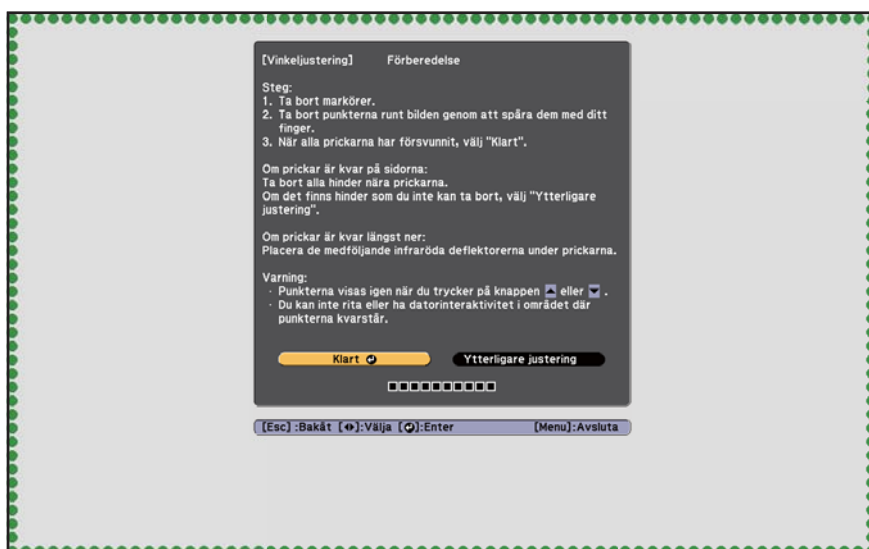 [Vinkeljustering] Förberedelse
Steg:
1. Ta bort markörer.
2. Ta bort punkterna runt bilden genom att spåra dem med ditt
finger.
3. När alla prickarna har försvunnit, välj "Klart".
Om prickar är kvar på sidorna:
Ta bort alla hinder nära prickarna.
Om det finns hinder som du inte kan ta bort, välj "Ytterligare
justering".
Om prickar är kvar längst ner:
Placera de medföljande infraröda deflektorerna under prickarna.
Varning:
· Punkterna visas igen när du trycker på knappen ▲ eller ▼ .
· Du kan inte rita eller ha datorinteraktivitet i området där
punkterna kvarstår.
Klart Ytterligare justering
[Esc] :Bakåt [◆]:Välja [⏎]:Enter [Menu]:Avsluta